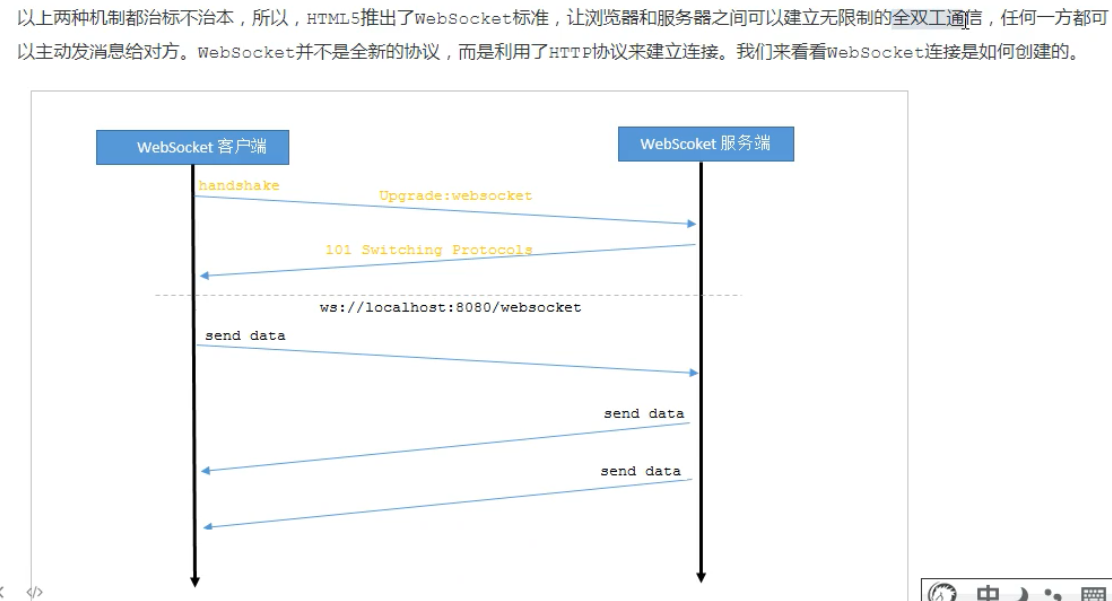 以上两种机制都治标不治本，所以，HTML5推出了WebSocket标准，让浏览器和服务器之间可以建立无限制的全双工通信，任何一方都可
以主动发消息给对方。WebSocket并不是全新的协议，而是利用了HTTP协议来建立连接。我们来看看WebSocket连接是如何创建的。
WebSocket 客户端
WebScoket 服务端
handshake
Upgrade:websocket
101 Switching Protocols
ws://localhost:8080/websocket
send data
send data
send data
</> 中